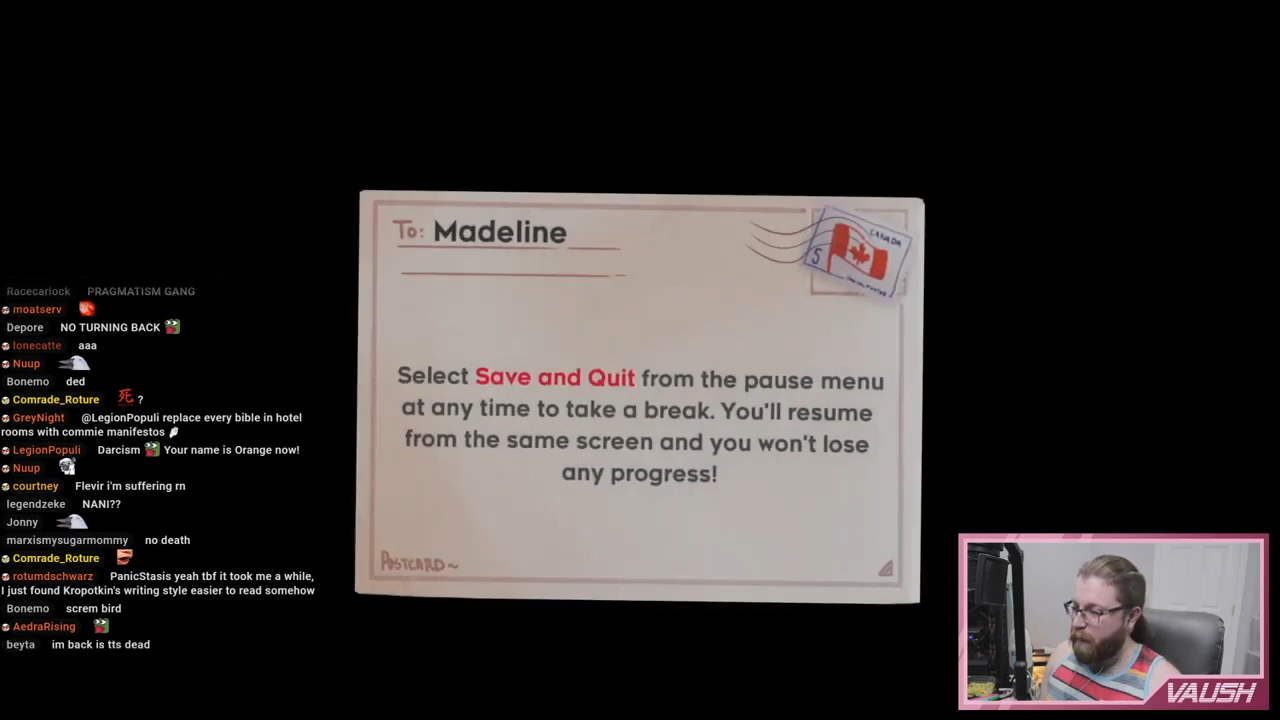 Racecariock PRAGMATISM GANG
moatserv
Depore NO TURNING BACK
lonecatte aaa
Nuup
Bonemo ded
Comrade_Roture 死 ?
GreyNight @LegionPopuli replace every bible in hotel
rooms with commie manifestos
LegionPopuli Darcism Your name is Orange now!
Nuup
courtney Flevir i'm suffering rn
legendzeke NANI??
Jonny
marxismysugarmommy no death
Comrade_Roture
rotumdschwarz PanicStasis yeah tbf it took me a while,
I just found Kropotkin's writing style easier to read somehow
Bonemo screm bird
AedraRising
beyta im back is tts dead
To: Madeline
CANADA
5
Select Save and Quit from the pause menu
at any time to take a break. You'll resume
from the same screen and you won't lose
any progress!
POSTCARD~
VAUSH